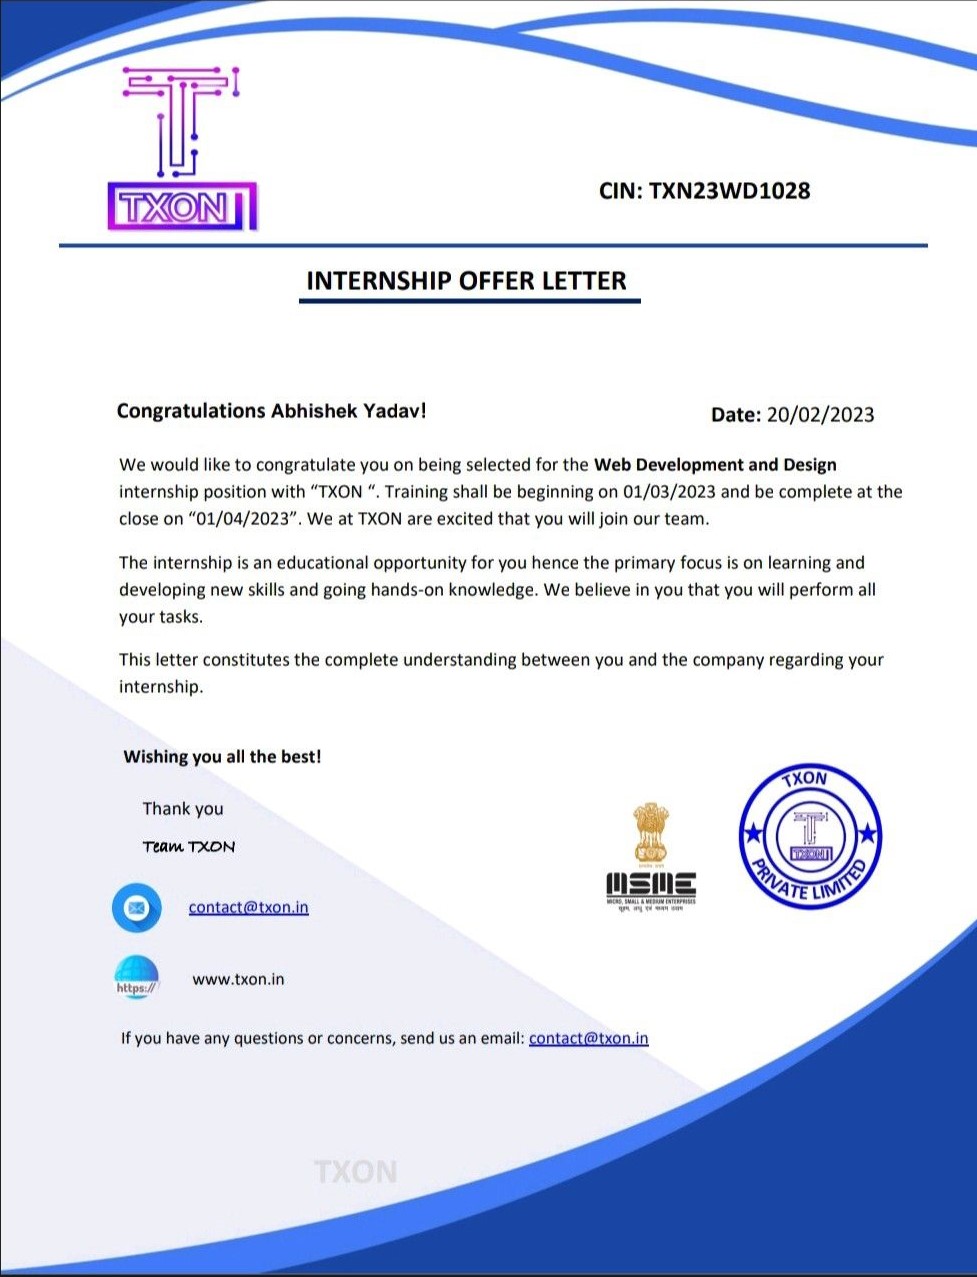 TXON
CIN: TXN23WD1028
INTERNSHIP OFFER LETTER
Congratulations Abhishek Yadav!
Date: 20/02/2023
We would like to congratulate you on being selected for the Web Development and Design
internship position with “TXON “. Training shall be beginning on 01/03/2023 and be complete at the
close on “01/04/2023”. We at TXON are excited that you will join our team.
The internship is an educational opportunity for you hence the primary focus is on learning and
developing new skills and going hands-on knowledge. We believe in you that you will perform all
your tasks.
This letter constitutes the complete understanding between you and the company regarding your
internship.
Wishing you all the best!
Thank you
Team TXON
contact@txon.in
https://
www.txon.in
MSME
MICRO, SMALL & MEDIUM ENTERPRISES
सूक्ष्म, लघु एवं मध्यम उद्यम
TXON
TXON
PRIVATE LIMITED
If you have any questions or concerns, send us an email: contact@txon.in
TXON